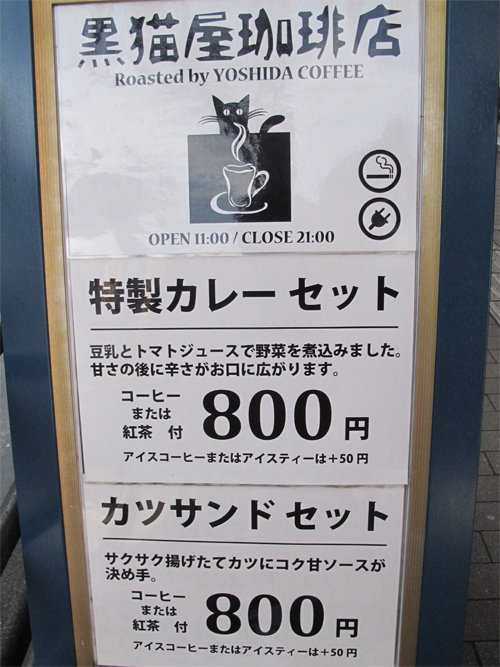 黒猫屋珈琲店
Roasted by YOSHIDA COFFEE
OPEN 11:00 / CLOSE 21:00
特製カレー セット
豆乳とトマトジュースで野菜を煮込みました。
甘さの後に辛さがお口に広がります。
コーヒー
または
紅茶 付
800円
アイスコーヒーまたはアイスティーは+50円
カツサンド セット
サクサク揚げたてカツにコク甘ソースが
決め手。
コーヒー
または
紅茶 付
800円
アイスコーヒーまたはアイスティーは+50円